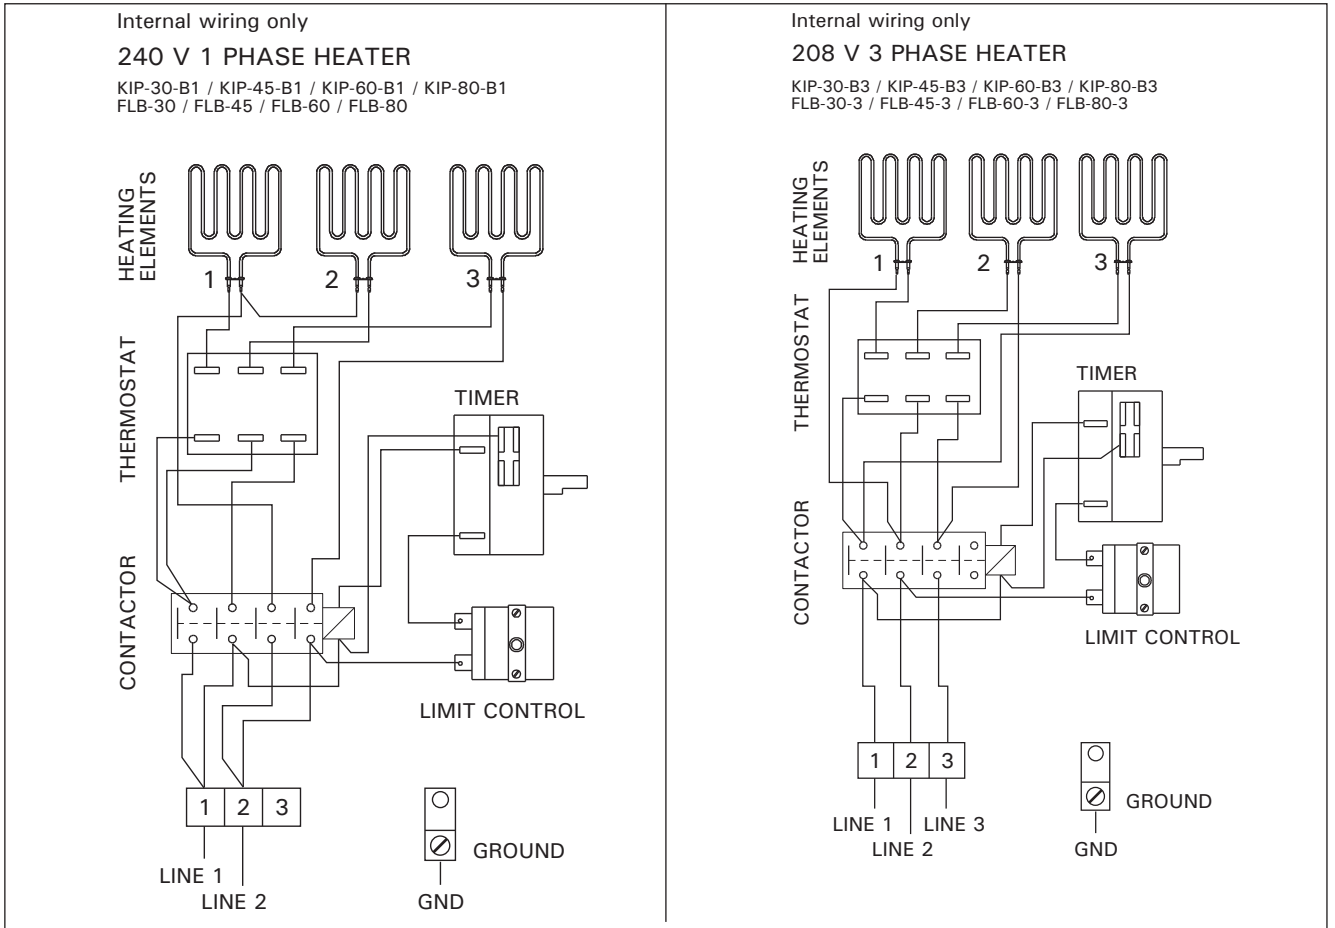 Internal wiring only
240 V 1 PHASE HEATER
KIP-30-B1 / KIP-45-B1 / KIP-60-B1 / KIP-80-B1
FLB-30 / FLB-45 / FLB-60 / FLB-80
HEATING
ELEMENTS
1
2
3
THERMOSTAT
TIMER
CONTACTOR
LIMIT CONTROL
1 2 3
GROUND
LINE 1
LINE 2
GND
Internal wiring only
208 V 3 PHASE HEATER
KIP-30-B3 / KIP-45-B3 / KIP-60-B3 / KIP-80-B3
FLB-30-3 / FLB-45-3 / FLB-60-3 / FLB-80-3
HEATING
ELEMENTS
1
2
3
THERMOSTAT
TIMER
CONTACTOR
LIMIT CONTROL
1 2 3
GROUND
LINE 1
LINE 3
LINE 2
GND